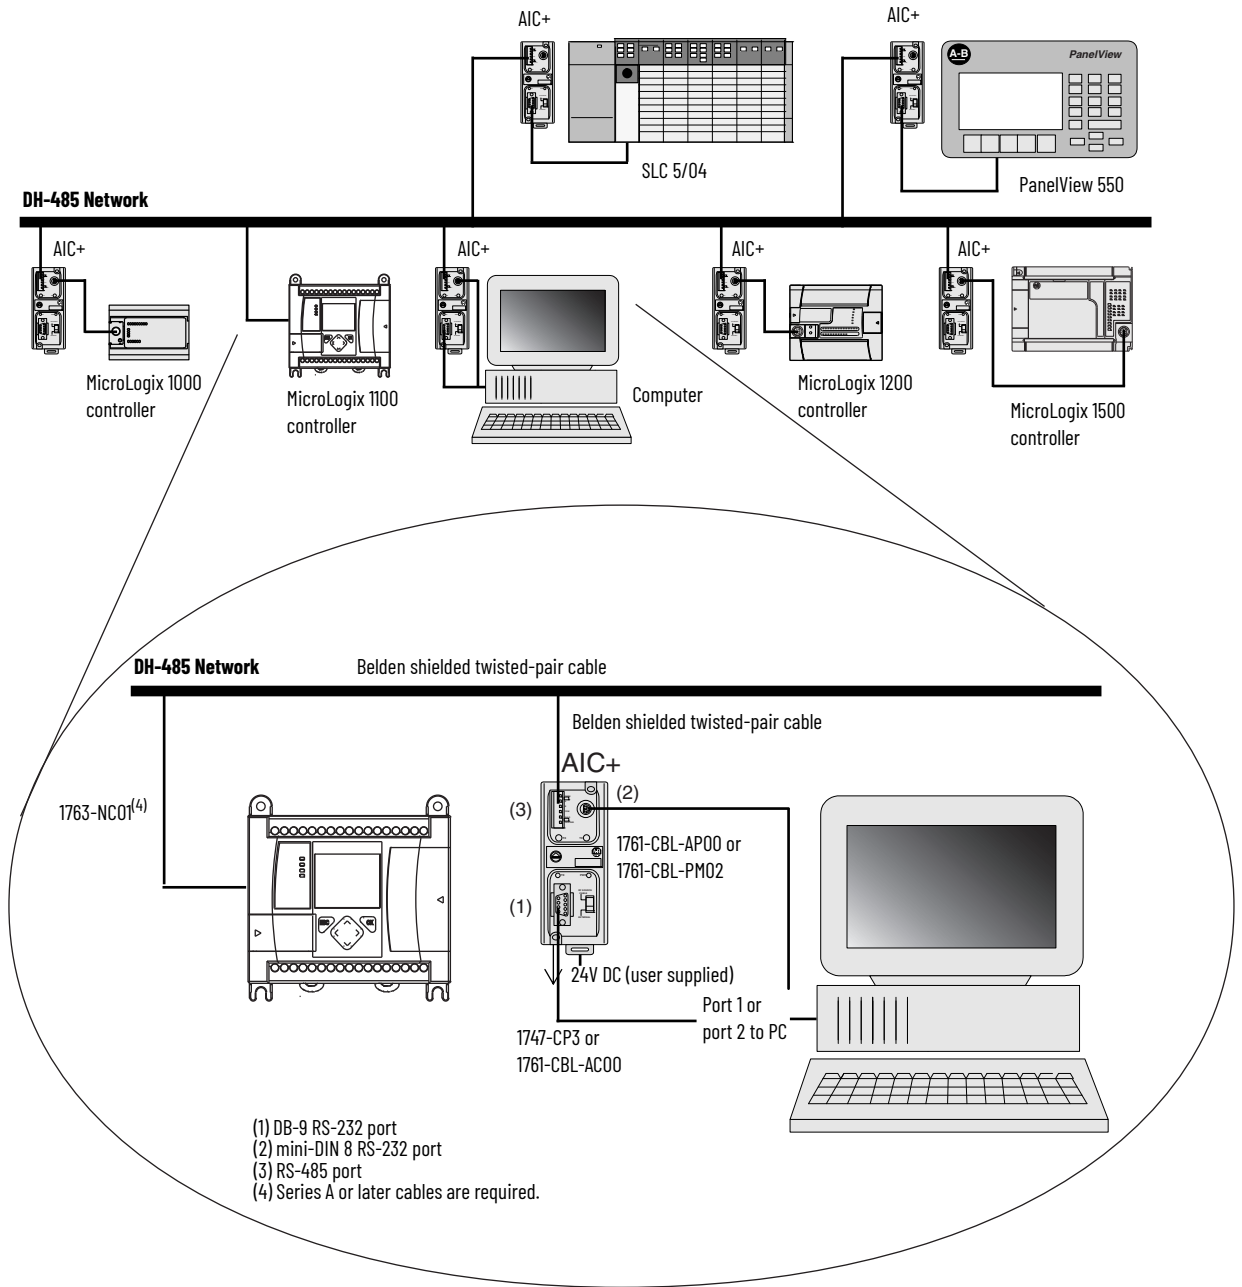 AIC+
AIC+
A-B
PanelView
SLC 5/04
PanelView 550
DH-485 Network
AIC+
AIC+
AIC+
AIC+
MicroLogix 1000
controller
MicroLogix 1100
controller
Computer
MicroLogix 1200
controller
MicroLogix 1500
controller
DH-485 Network
Belden shielded twisted-pair cable
Belden shielded twisted-pair cable
AIC+
(2)
(3)
1763-NC01(4)
1761-CBL-AP00 or
1761-CBL-PM02
(1)
ESC
OK
24V DC (user supplied)
Port 1 or
port 2 to PC
1747-CP3 or
1761-CBL-AC00
(1) DB-9 RS-232 port
(2) mini-DIN 8 RS-232 port
(3) RS-485 port
(4) Series A or later cables are required.